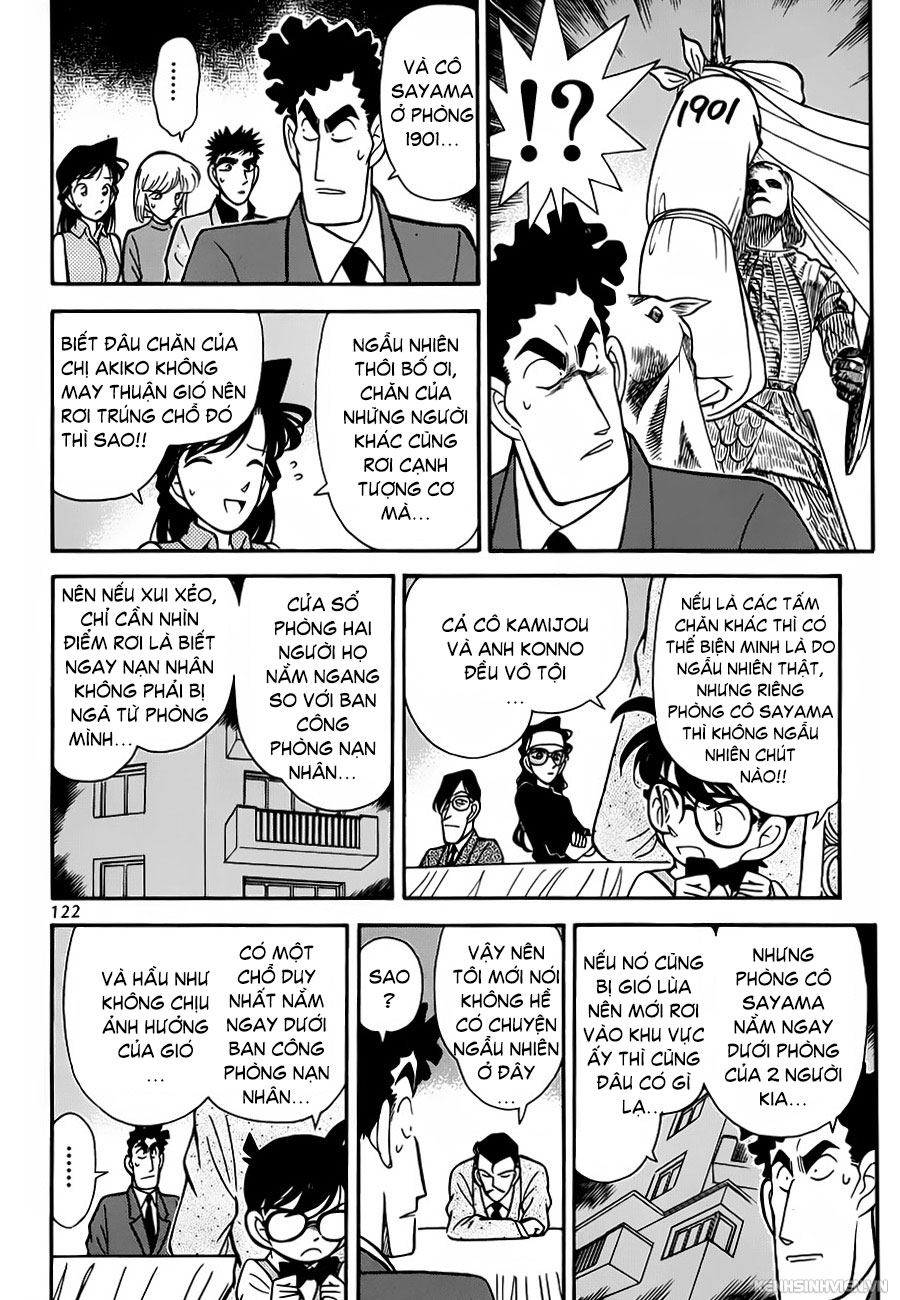 1901
!?
VÀ CÔ
SAYAMA
Ở PHÒNG
1901...
......
NGẪU NHIÊN
THÔI BỐ ƠI,
CHĂN CỦA
NHỮNG NGƯỜI
KHÁC CŨNG
RƠI CẠNH
TƯỢNG CƠ
MÀ...
BIẾT ĐÂU CHĂN CỦA
CHỊ AKIKO KHÔNG
MAY THUẬN GIÓ NÊN
RƠI TRÚNG CHỔ ĐÓ
THÌ SAO!!
NẾU LÀ CÁC TẤM
CHĂN KHÁC THÌ CÓ
THỂ BIỆN MINH LÀ DO
NGẪU NHIÊN THẬT,
NHƯNG RIÊNG
PHÒNG CÔ SAYAMA
THÌ KHÔNG NGẪU
NHIÊN CHÚT
NÀO!!
CẢ CÔ KAMIJOU
VÀ ANH KONNO
ĐỀU VÔ TỘI
...
CỬA SỔ
PHÒNG HAI
NGƯỜI HỌ
NẰM NGANG
SO VỚI BAN
CÔNG
PHÒNG NẠN
NHÂN...
NÊN NẾU XUI XẺO,
CHỈ CẦN NHÌN
ĐIỂM RƠI LÀ BIẾT
NGAY NẠN NHÂN
KHÔNG PHẢI BỊ
NGÃ TỪ PHÒNG
MÌNH...
122
NHƯNG
PHÒNG CÔ
SAYAMA
NẰM NGAY
DƯỚI PHÒNG
CỦA 2 NGƯỜI
KIA...
NẾU NÓ CŨNG
BỊ GIÓ LÙA
NÊN MỚI RƠI
VÀO KHU VỰC
ẤY THÌ CŨNG
ĐÂU CÓ GÌ
LẠ...
VẬY NÊN
TÔI MỚI NÓI
KHÔNG HỀ
CÓ CHUYỆN
NGẪU NHIÊN
Ở ĐÂY ...
SAO
?
CÓ MỘT
CHỔ DUY
NHẤT NẰM
NGAY DƯỚI
BAN CÔNG
PHÒNG NẠN
NHÂN...
VÀ HẦU NHƯ
KHÔNG CHỊU
ẢNH HƯỞNG
CỦA GIÓ
...
......
KENHSINHVIEN.VN